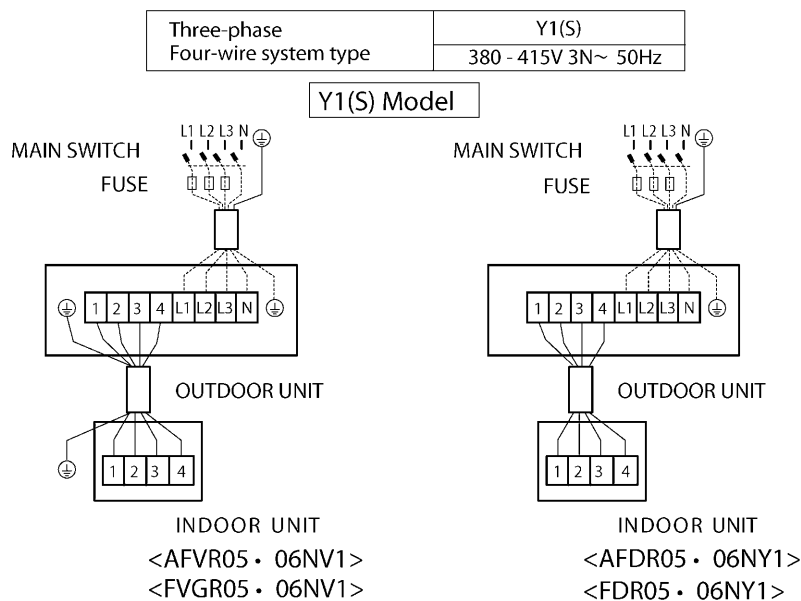 Three-phase
Four-wire system type
Y1(S)
380 - 415V 3N~ 50Hz
Y1(S) Model
L1 L2 L3 N
MAIN SWITCH
FUSE
1 2 3 4 L1 L2 L3 N
OUTDOOR UNIT
1 2 3 4
INDOOR UNIT
<AFVR05・ 06NV1>
<FVGR05・ 06NV1>
L1 L2 L3 N
MAIN SWITCH
FUSE
1 2 3 4 L1 L2 L3 N
OUTDOOR UNIT
1 2 3 4
INDOOR UNIT
<AFDR05・ 06NY1>
<FDR05・ 06NY1>